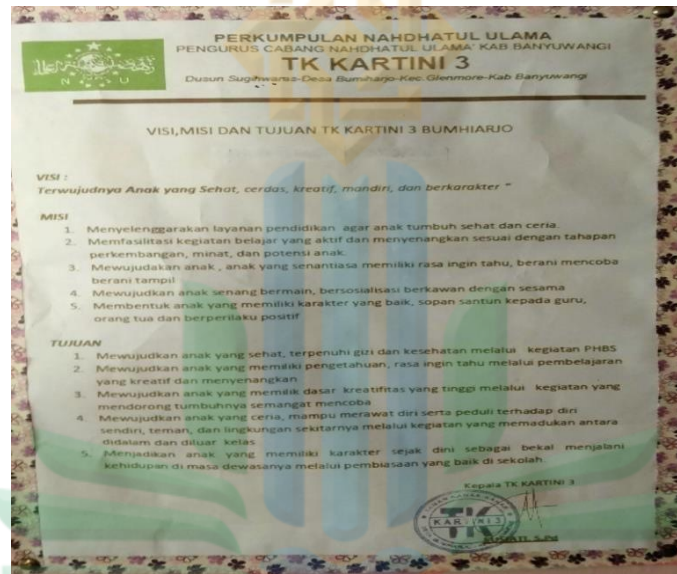 PERKUMPULAN NAHDHATUL ULAMA
PENGURUS CABANG NAHDHATUL ULAMA' KAB BANYUWANGI
TK KARTINI 3
Dusun Sugihwaras-Desa Bumiharjo-Kec.Glenmore-Kab Banyuwangi
N U
VISI,MISI DAN TUJUAN TK KARTINI 3 BUMHIARJO
VISI :
Terwujudnya Anak yang Sehat, cerdas, kreatif, mandiri, dan berkarakter "
MISI
1. Menyelenggarakan layanan pendidikan agar anak tumbuh sehat dan ceria.
2. Memfasilitasi kegiatan belajar yang aktif dan menyenangkan sesuai dengan tahapan
perkembangan, minat, dan potensi anak.
3. Mewujudakan anak , anak yang senantiasa memiliki rasa ingin tahu, berani mencoba
berani tampil
4. Mewujudkan anak senang bermain, bersosialisasi berkawan dengan sesama
5. Membentuk anak yang memiliki karakter yang baik, sopan santun kepada guru,
orang tua dan berperilaku positif
TUJUAN
1. Mewujudkan anak yang sehat, terpenuhi gizi dan kesehatan melalui kegiatan PHBS
2. Mewujudkan anak yang memiliki pengetahuan, rasa ingin tahu melalui pembelajaran
yang kreatif dan menyenangkan
3. Mewujudkan anak yang memilik dasar kreatifitas yang tinggi melalui kegiatan yang
mendorong tumbuhnya semangat mencoba
4. Mewujudkan anak yang ceria, mampu merawat diri serta peduli terhadap diri
sendiri, teman, dan lingkungan sekitarnya melalui kegiatan yang memadukan antara
didalam dan diluar kelas
5. Menjadikan anak yang memiliki karakter sejak dini sebagai bekal menjalani
kehidupan di masa dewasanya melalui pembiasaan yang baik di sekolah.
Kepala TK KARTINI 3
TK
KARTINI 3
S.Pd